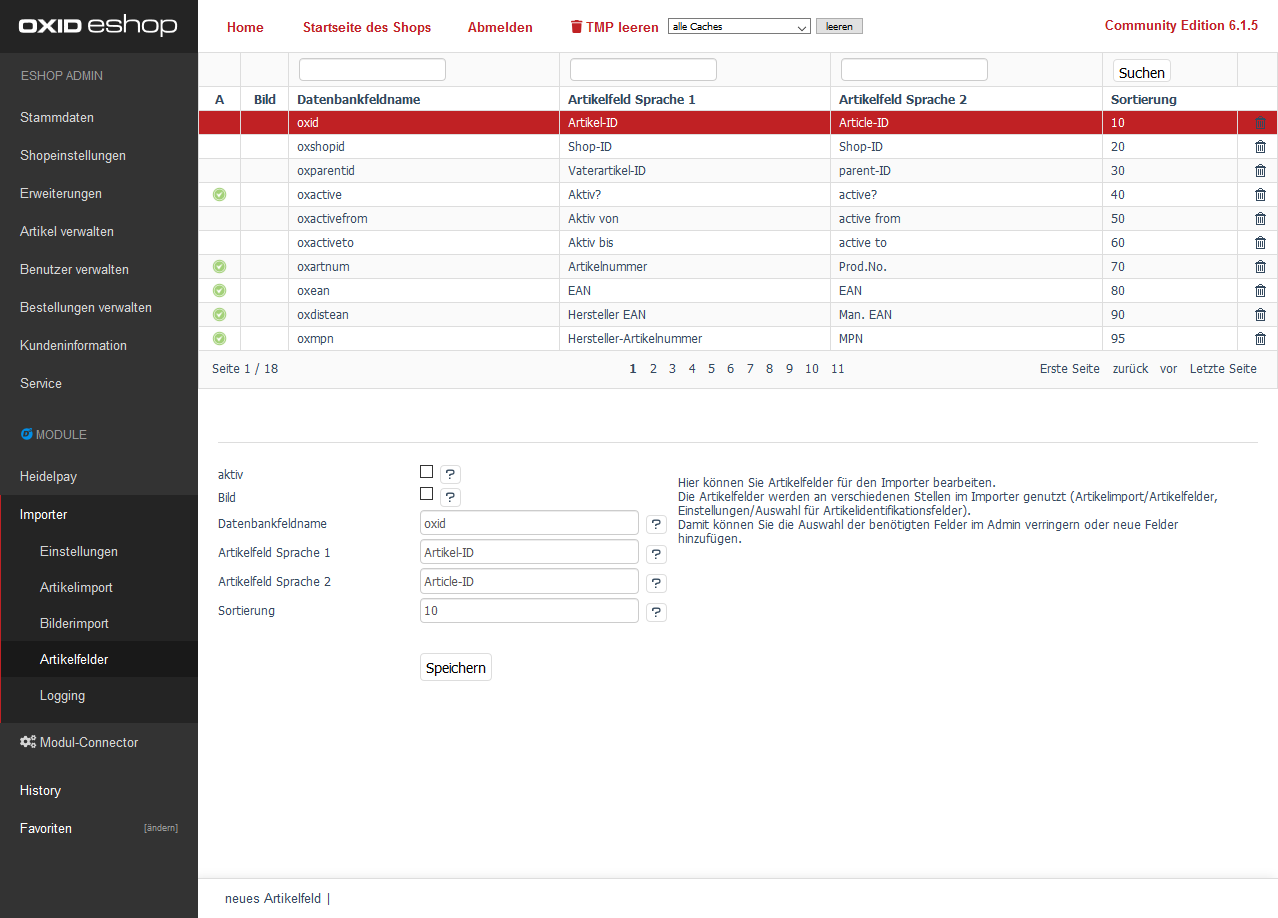 OXID eshop
Home Startseite des Shops Abmelden TMP leeren alle Caches leeren Community Edition 6.1.5
ESHOP ADMIN
Stammdaten
Shopeinstellungen
Erweiterungen
Artikel verwalten
Benutzer verwalten
Bestellungen verwalten
Kundeninformation
Service
MODULE
Heidelpay
Importer
Einstellungen
Artikelimport
Bilderimport
Artikelfelder
Logging
Modul-Connector
History
Favoriten [ändern]
Suchen
A Bild Datenbankfeldname Artikelfeld Sprache 1 Artikelfeld Sprache 2 Sortierung
oxid Artikel-ID Article-ID 10
oxshopid Shop-ID Shop-ID 20
oxparentid Vaterartikel-ID parent-ID 30
oxactive Aktiv? active? 40
oxactivefrom Aktiv von active from 50
oxactiveto Aktiv bis active to 60
oxartnum Artikelnummer Prod.No. 70
oxean EAN EAN 80
oxdistean Hersteller EAN Man. EAN 90
oxmpn Hersteller-Artikelnummer MPN 95
Seite 1 / 18 1 2 3 4 5 6 7 8 9 10 11 Erste Seite zurück vor Letzte Seite
aktiv ?
Bild ?
Datenbankfeldname oxid ?
Artikelfeld Sprache 1 Artikel-ID ?
Artikelfeld Sprache 2 Article-ID ?
Sortierung 10 ?
Speichern
Hier können Sie Artikelfelder für den Importer bearbeiten.
Die Artikelfelder werden an verschiedenen Stellen im Importer genutzt (Artikelimport/Artikelfelder,
Einstellungen/Auswahl für Artikelidentifikationsfelder).
Damit können Sie die Auswahl der benötigten Felder im Admin verringern oder neue Felder
hinzufügen.
neues Artikelfeld |